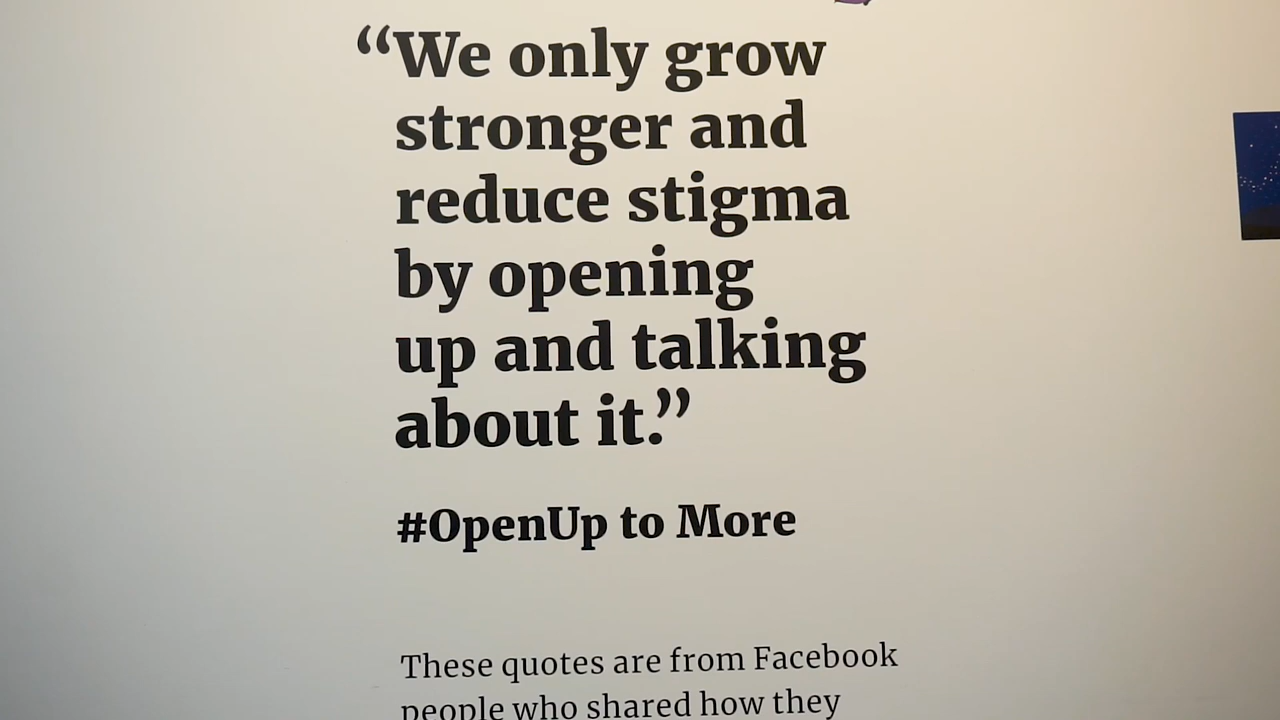 “We only grow
stronger and
reduce stigma
by opening
up and talking
about it.”
#OpenUp to More
These quotes are from Facebook
people who shared how they